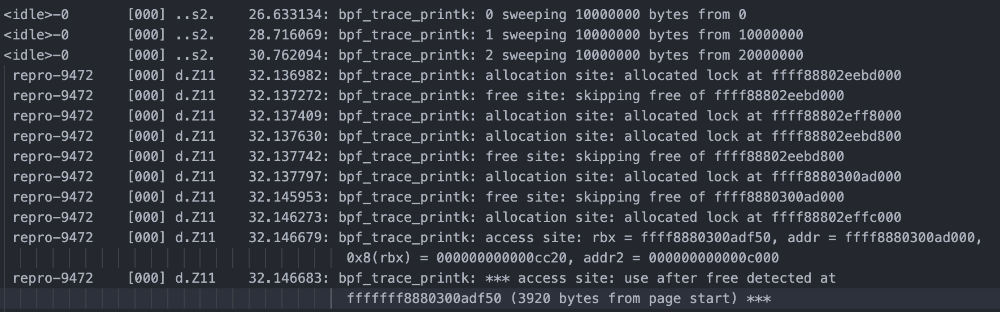 <idle>-0 [000] ..s2. 26.633134: bpf_trace_printk: 0 sweeping 10000000 bytes from 0
<idle>-0 [000] ..s2. 28.716069: bpf_trace_printk: 1 sweeping 10000000 bytes from 10000000
<idle>-0 [000] ..s2. 30.762094: bpf_trace_printk: 2 sweeping 10000000 bytes from 20000000
repro-9472 [000] d.Z11 32.136982: bpf_trace_printk: allocation site: allocated lock at ffff88802eebd000
repro-9472 [000] d.Z11 32.137272: bpf_trace_printk: free site: skipping free of ffff88802eebd000
repro-9472 [000] d.Z11 32.137409: bpf_trace_printk: allocation site: allocated lock at ffff88802eff8000
repro-9472 [000] d.Z11 32.137630: bpf_trace_printk: allocation site: allocated lock at ffff88802eebd800
repro-9472 [000] d.Z11 32.137742: bpf_trace_printk: free site: skipping free of ffff88802eebd800
repro-9472 [000] d.Z11 32.137797: bpf_trace_printk: allocation site: allocated lock at ffff8880300ad000
repro-9472 [000] d.Z11 32.145953: bpf_trace_printk: free site: skipping free of ffff8880300ad000
repro-9472 [000] d.Z11 32.146273: bpf_trace_printk: allocation site: allocated lock at ffff88802effc000
repro-9472 [000] d.Z11 32.146679: bpf_trace_printk: access site: rbx = ffff8880300adf50, addr = ffff8880300ad000,
0x8(rbx) = 000000000000cc20, addr2 = 000000000000c000
repro-9472 [000] d.Z11 32.146683: bpf_trace_printk: *** access site: use after free detected at
fffffff8880300adf50 (3920 bytes from page start) ***